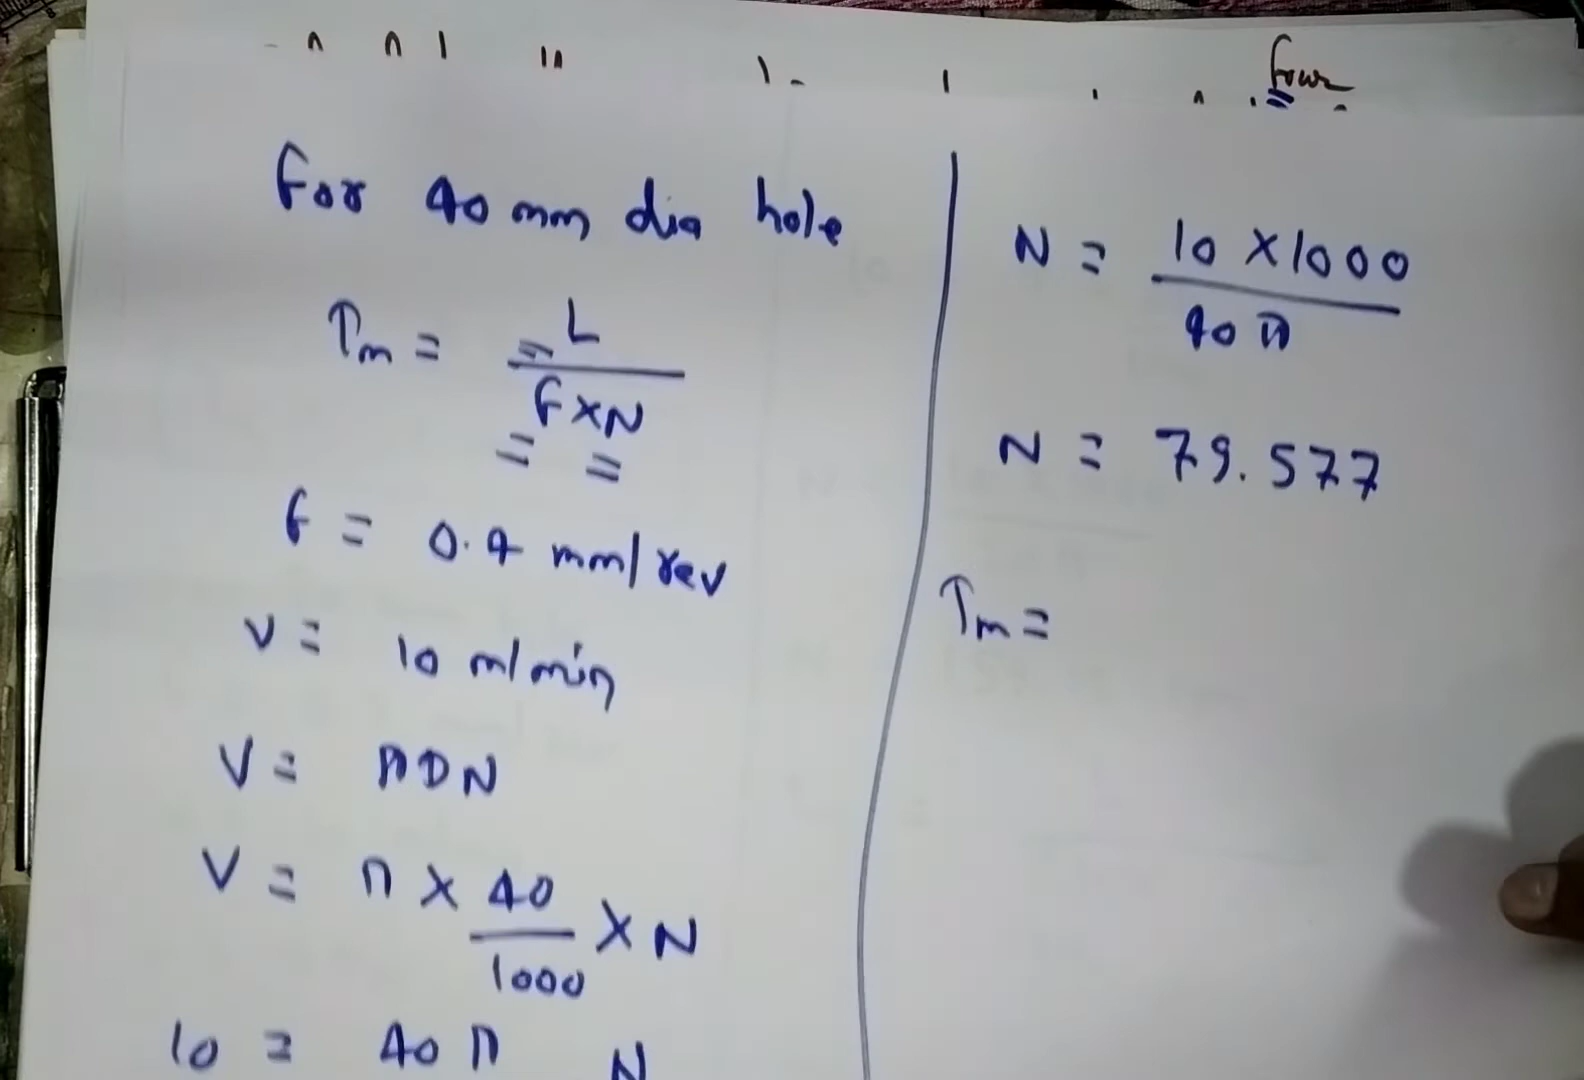 for 40 mm dia hole
Tm = L / f×N
f = 0.4 mm/rev
V = 10 m/min
V = πDN
V = π × 40/1000 × N
10 = 40π N
N = 10×1000 / 40π
N = 79.577
Tm =